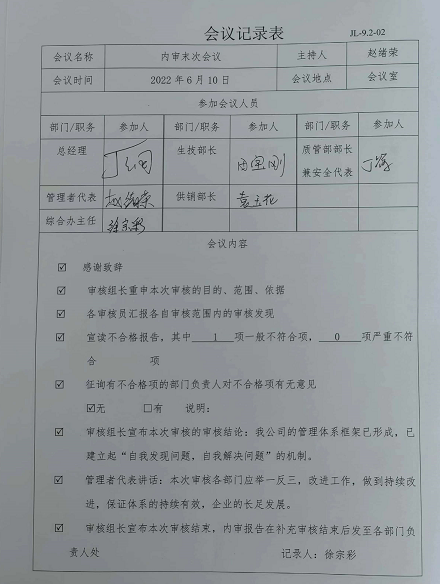 会议记录表 JL-9.2-02
会议名称 内审末次会议 主持人 赵绪荣
会议时间 2022年6月10日 会议地点 会议室
参加会议人员
部门/职务 参加人 部门/职务 参加人 部门/职务 参加人
总经理 生技部长 质管部部长
兼安全代表
管理者代表 赵绪荣 供销部长
综合办主任 徐宗彩
会议内容
☑ 感谢致辞
☑ 审核组长重申本次审核的目的、范围、依据
☑ 各审核员汇报各自审核范围内的审核发现
☑ 宣读不合格报告，其中 1 项一般不符合项， 0 项严重不符
合 项
☑ 征询有不合格项的部门负责人对不合格项有无意见
☑无 □有 说明：
☑ 审核组长宣布本次审核的审核结论：我公司的管理体系框架已形成，已
建立起“自我发现问题，自我解决问题”的机制。
☑ 管理者代表讲话：本次审核各部门应举一反三，改进工作，做到持续改
进，保证体系的持续有效，企业的长足发展。
☑ 审核组长宣布本次审核结束，内审报告在补充审核结束后发至各部门负
责人处 记录人：徐宗彩